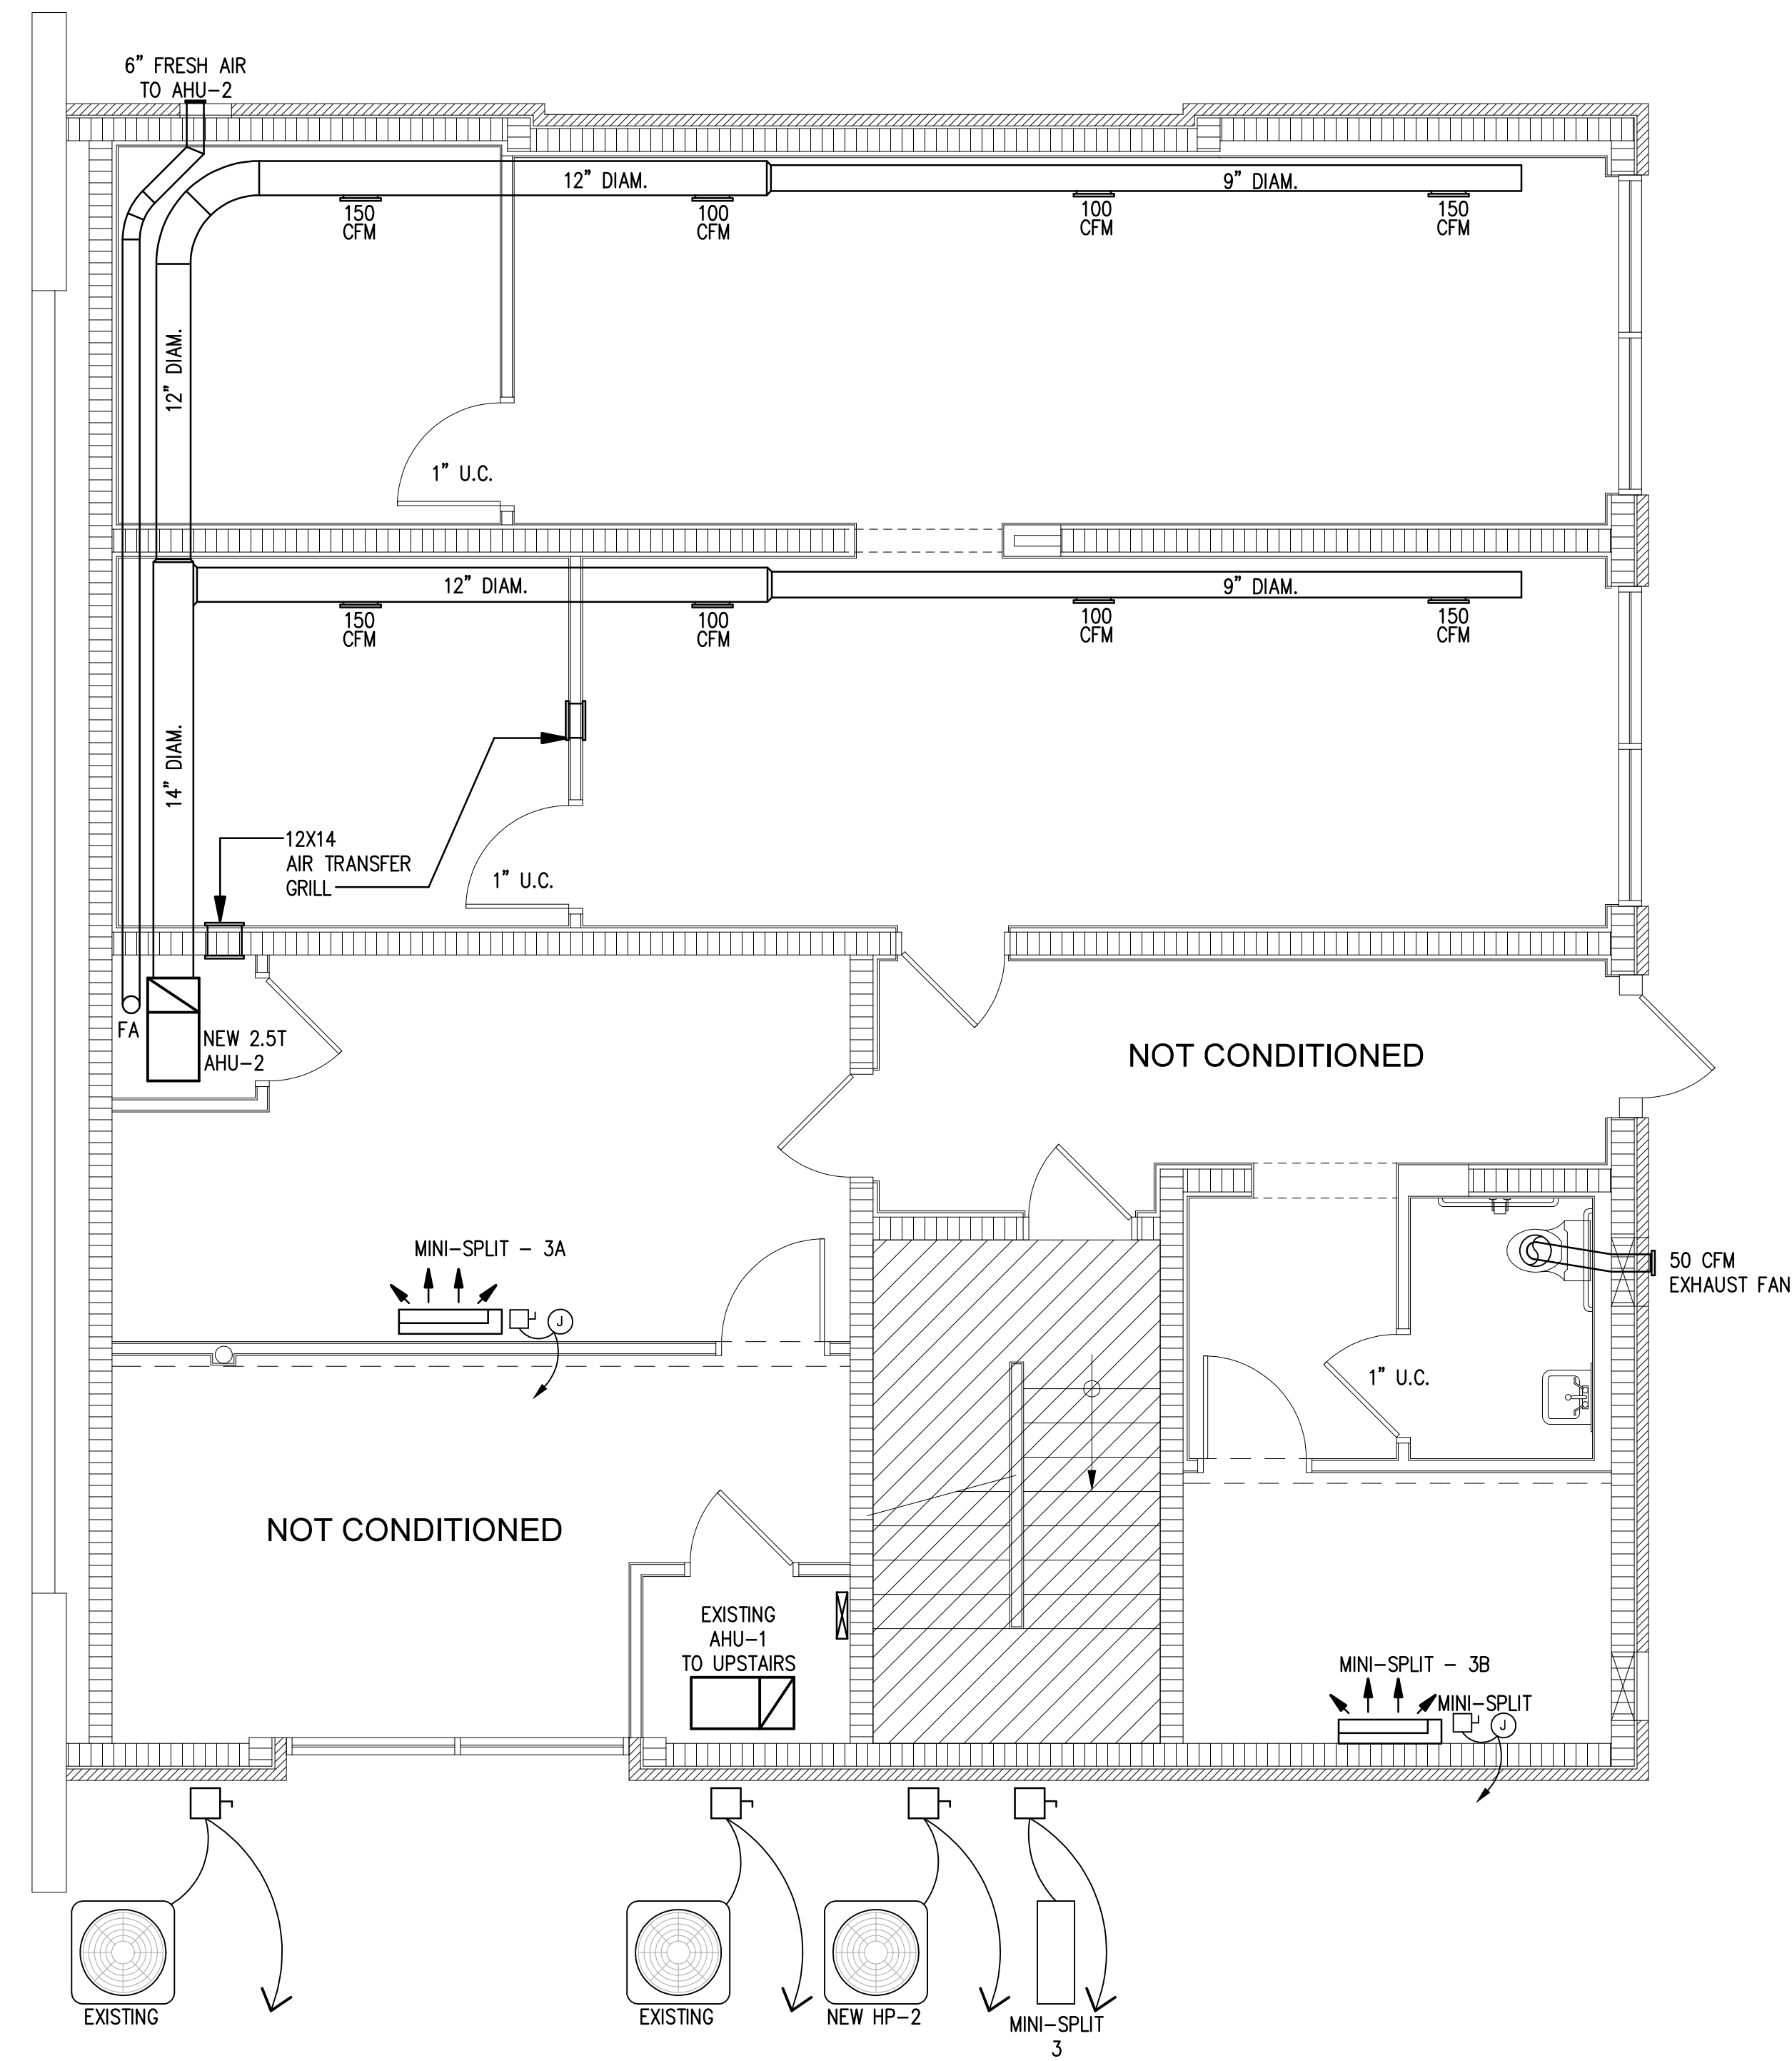 6” FRESH AIR
TO AHU-2
12” DIAM.
9” DIAM.
150
CFM
100
CFM
100
CFM
150
CFM
12” DIAM.
1” U.C.
12” DIAM.
9” DIAM.
150
CFM
100
CFM
100
CFM
150
CFM
14” DIAM.
12X14
AIR TRANSFER
GRILL
1” U.C.
FA
NEW 2.5T
AHU-2
NOT CONDITIONED
MINI-SPLIT - 3A
J
50 CFM
EXHAUST FAN
1” U.C.
NOT CONDITIONED
EXISTING
AHU-1
TO UPSTAIRS
MINI-SPLIT - 3B
MINI-SPLIT
J
EXISTING
EXISTING
NEW HP-2
MINI-SPLIT
3